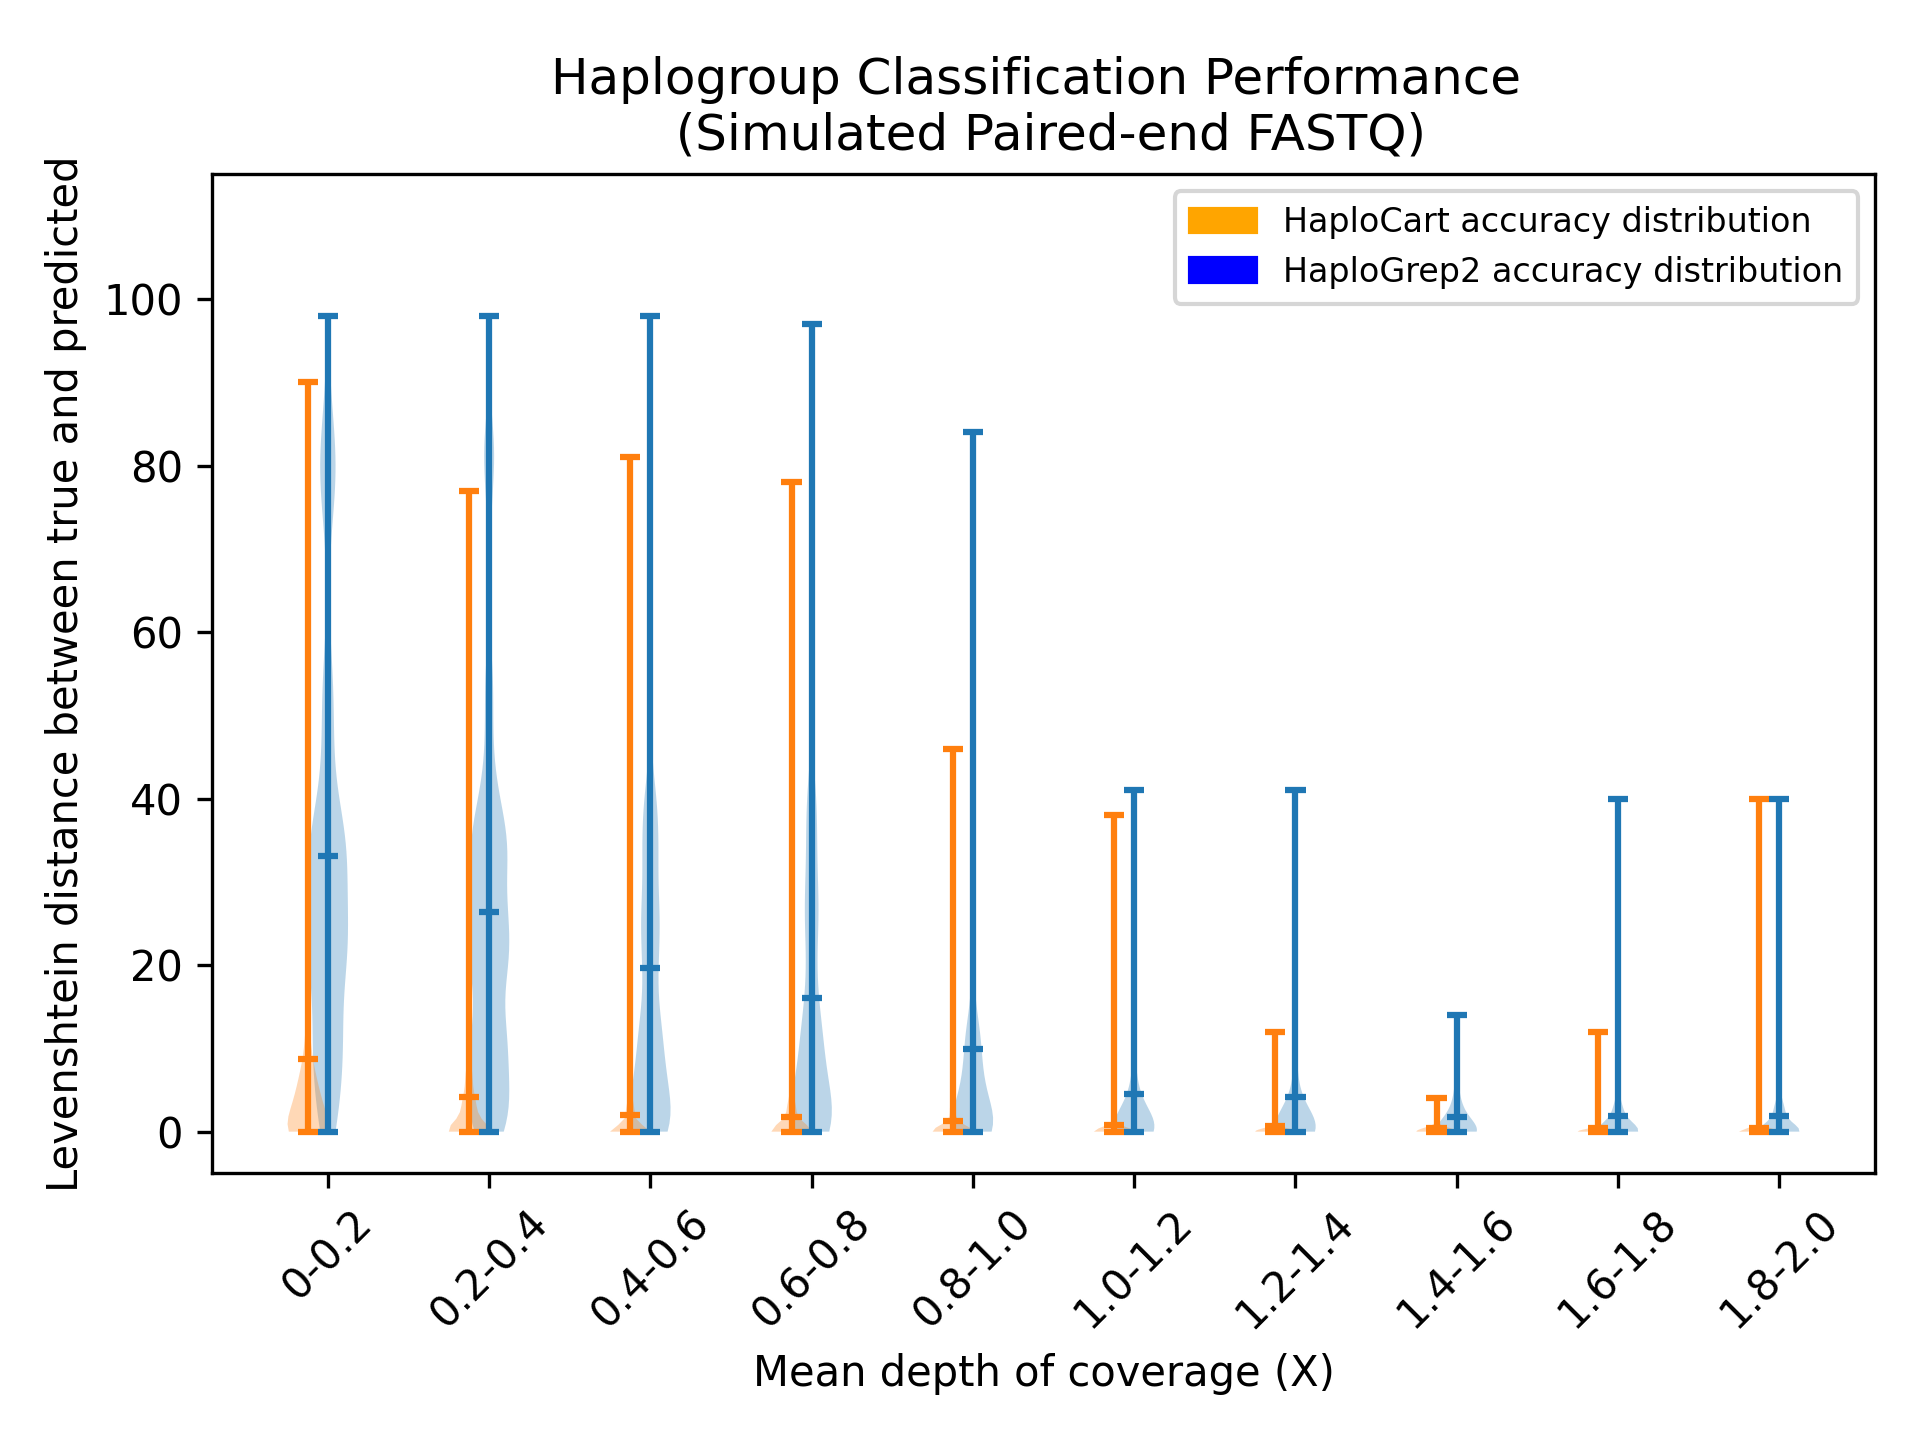 Haplogroup Classification Performance
(Simulated Paired-end FASTQ)
HaploCart accuracy distribution
HaploGrep2 accuracy distribution
Levenshtein distance between true and predicted
100
80
60
40
20
0
0-0.2
0.2-0.4
0.4-0.6
0.6-0.8
0.8-1.0
1.0-1.2
1.2-1.4
1.4-1.6
1.6-1.8
1.8-2.0
Mean depth of coverage (X)